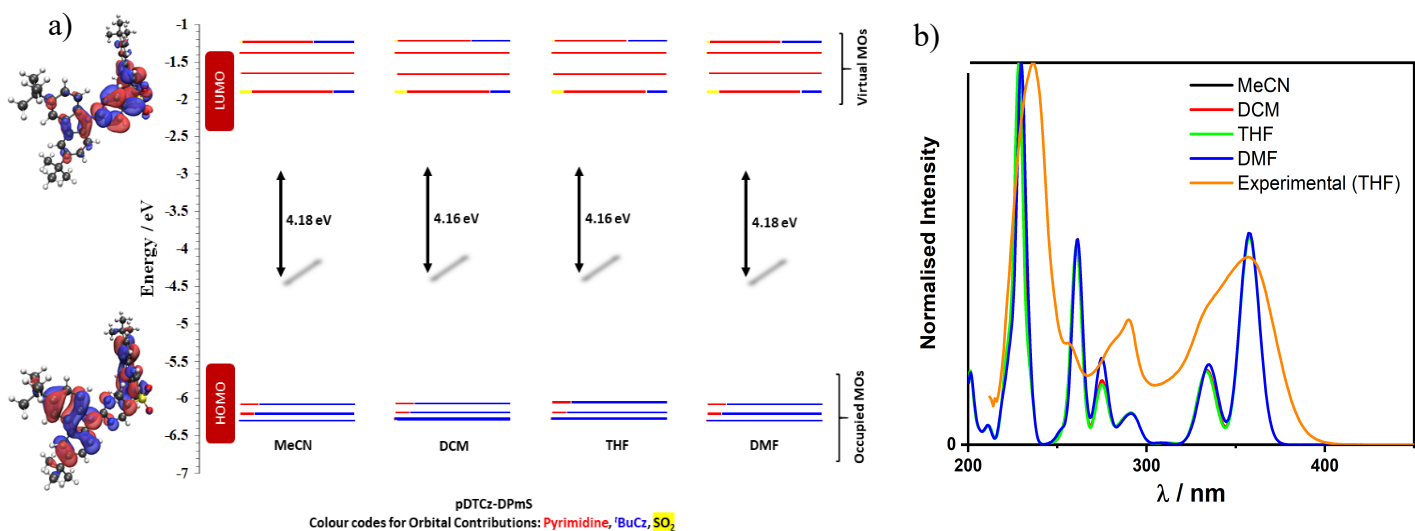 a)
-1
-1.5
-2
-2.5
-3
-3.5
-4
-4.5
-5
-5.5
-6
-6.5
-7
Energy / eV
LUMO
HOMO
4.18 eV
4.16 eV
4.16 eV
4.18 eV
Virtual MOs
Occupied MOs
MeCN DCM THF DMF
pDTCz-DPmS
Colour codes for Orbital Contributions: Pyrimidine, ᵗBuCz, SO₂
b)
MeCN
DCM
THF
DMF
Experimental (THF)
Normalised Intensity
0
200 300 400
λ / nm